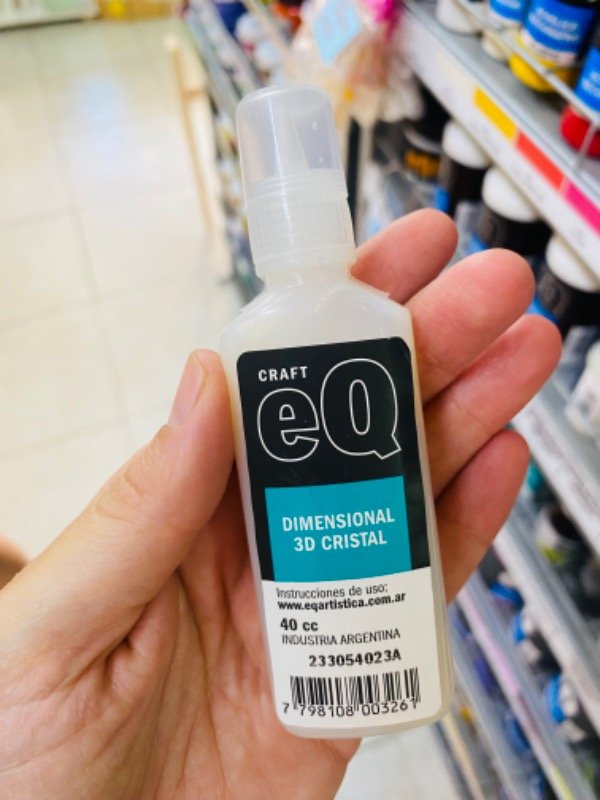 CRAFT
eQ
DIMENSIONAL
3D CRISTAL
Instrucciones de uso:
www.eqartistica.com.ar
40 cc
INDUSTRIA ARGENTINA
233054023A
7 798108 003261